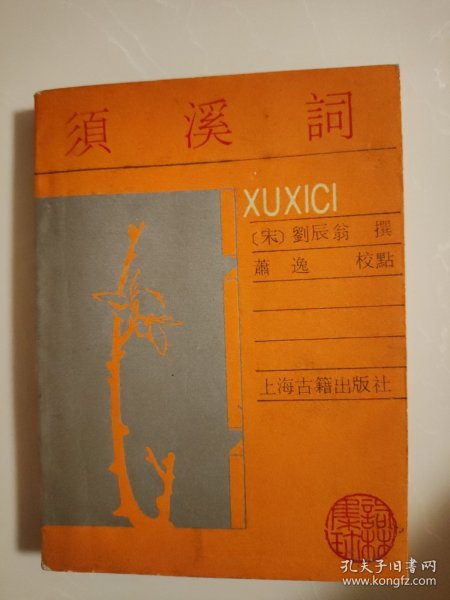 須溪詞
XUXICI
〔宋〕劉辰翁 撰
蕭逸 校點
上海古籍出版社
孔夫子旧书网
www.kongfz.com